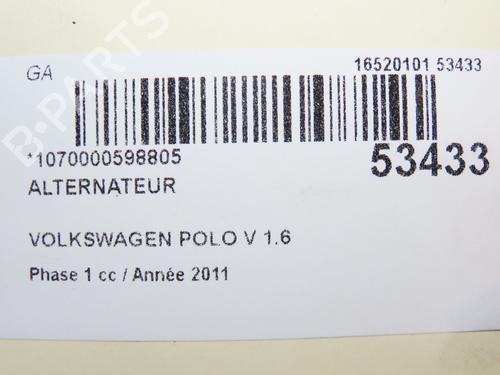 GA
16520101 53433
*1070000598805
53433
ALTERNATEUR
VOLKSWAGEN POLO V 1.6
Phase 1 cc / Année 2011
B-PARTS